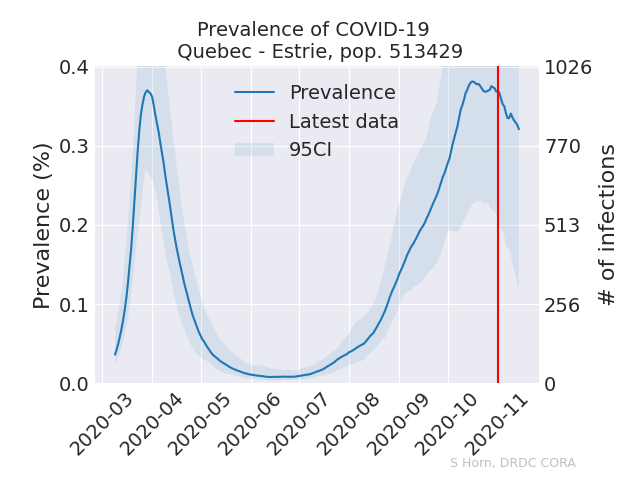 Prevalence of COVID-19
Quebec - Estrie, pop. 513429
Prevalence (%)
0.4
0.3
0.2
0.1
0.0
Prevalence
Latest data
95CI
1026
770
513
256
0
# of infections
2020-03
2020-04
2020-05
2020-06
2020-07
2020-08
2020-09
2020-10
2020-11
S Horn, DRDC CORA